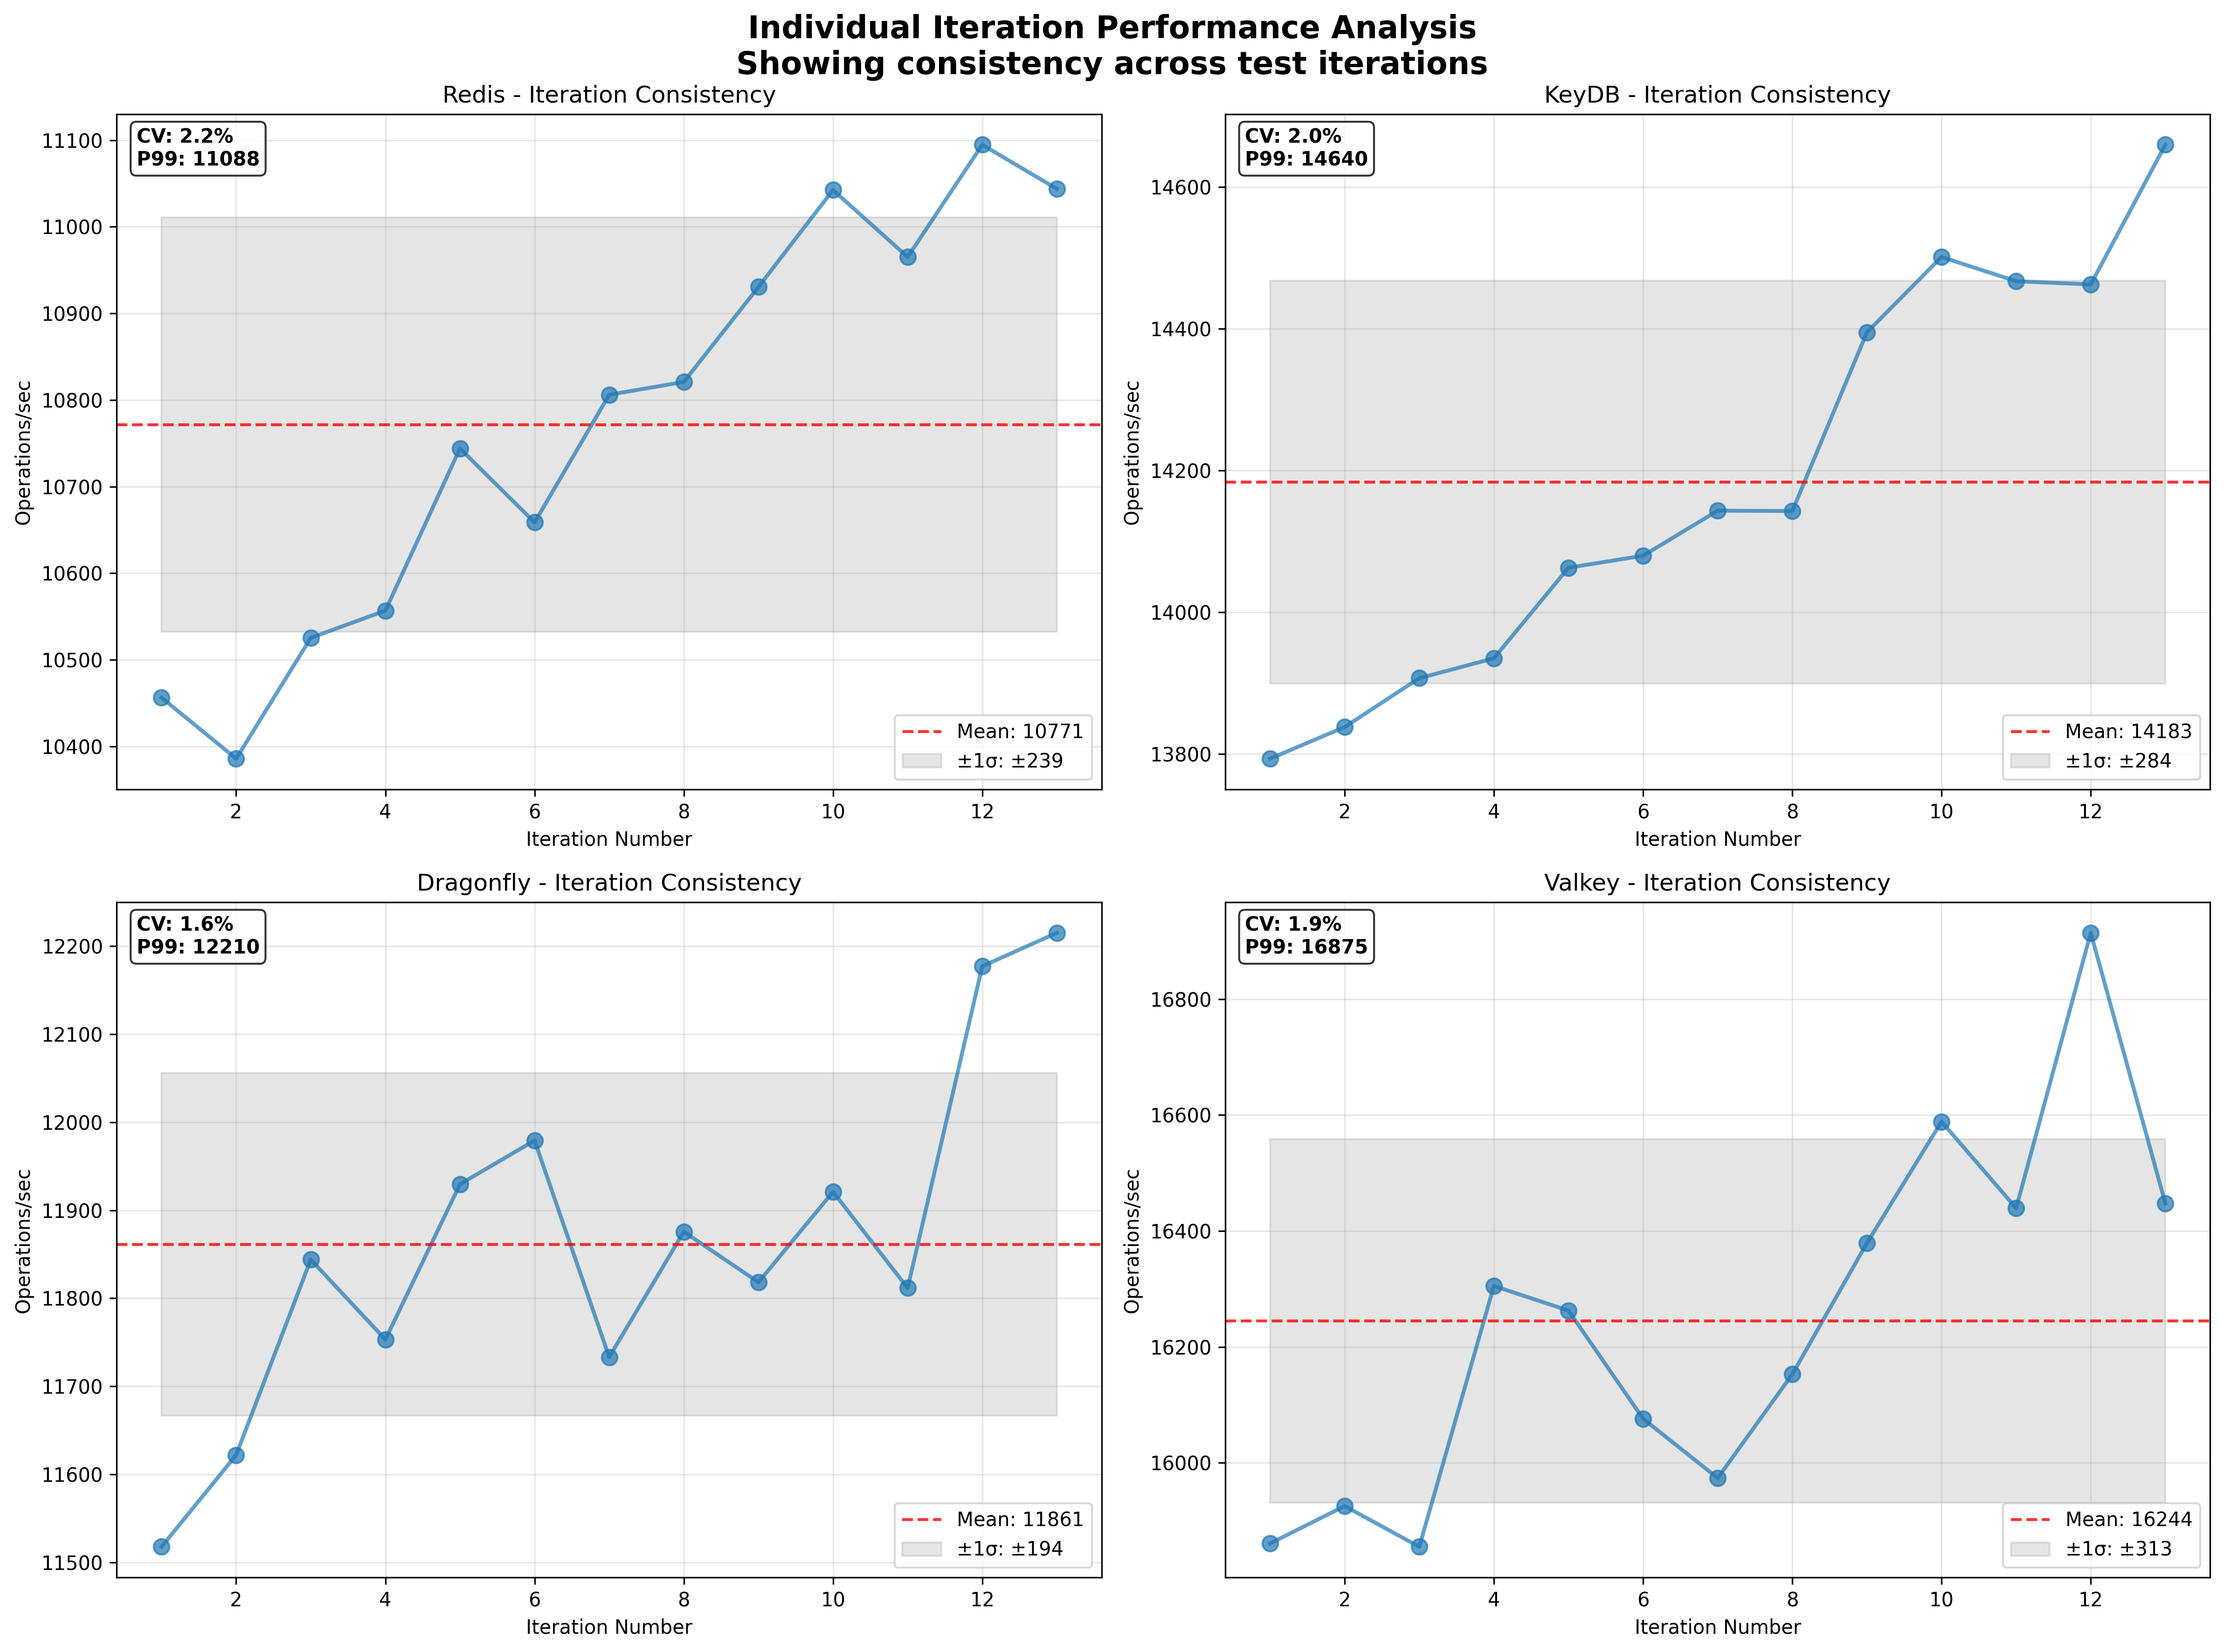 Individual Iteration Performance Analysis
Showing consistency across test iterations
Redis - Iteration Consistency
CV: 2.2%
P99: 11088
11100
11000
10900
10800
10700
10600
10500
10400
Operations/sec
Mean: 10771
±1σ: ±239
2 4 6 8 10 12
Iteration Number
KeyDB - Iteration Consistency
CV: 2.0%
P99: 14640
14600
14400
14200
14000
13800
Operations/sec
Mean: 14183
±1σ: ±284
2 4 6 8 10 12
Iteration Number
Dragonfly - Iteration Consistency
CV: 1.6%
P99: 12210
12200
12100
12000
11900
11800
11700
11600
11500
Operations/sec
Mean: 11861
±1σ: ±194
2 4 6 8 10 12
Iteration Number
Valkey - Iteration Consistency
CV: 1.9%
P99: 16875
16800
16600
16400
16200
16000
Operations/sec
Mean: 16244
±1σ: ±313
2 4 6 8 10 12
Iteration Number